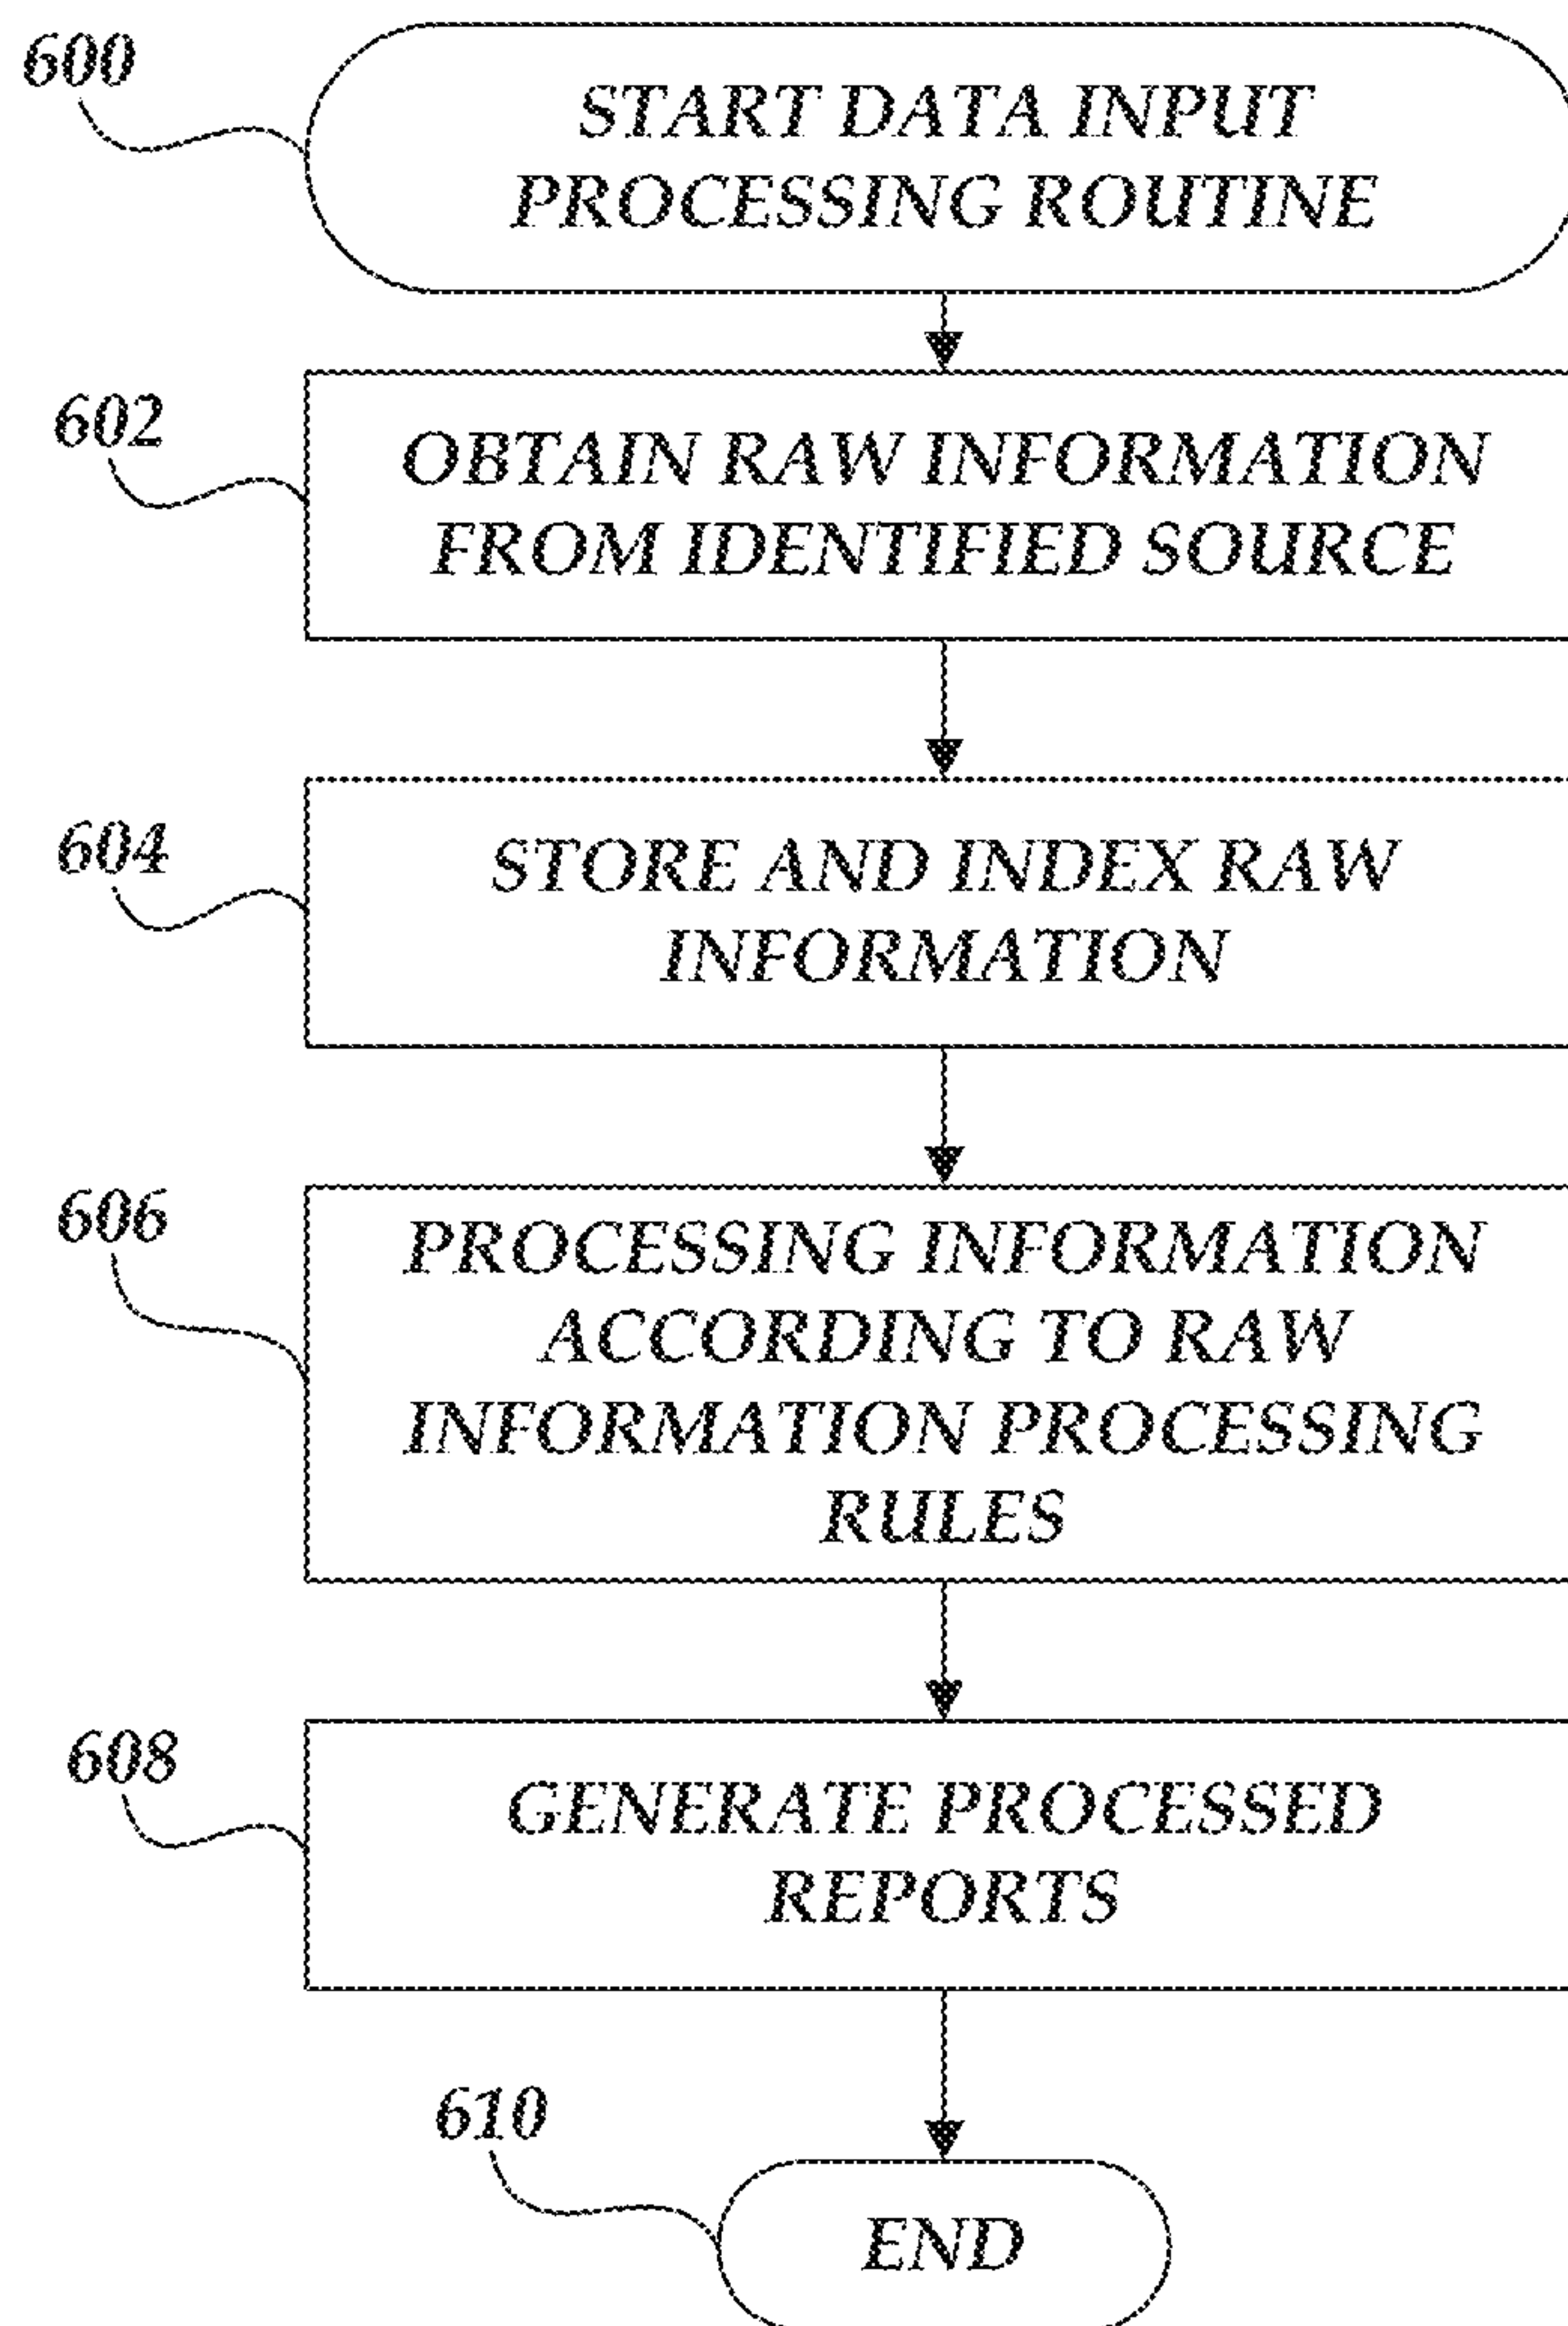 600
START DATA INPUT
PROCESSING ROUTINE
602
OBTAIN RAW INFORMATION
FROM IDENTIFIED SOURCE
604
STORE AND INDEX RAW
INFORMATION
606
PROCESSING INFORMATION
ACCORDING TO RAW
INFORMATION PROCESSING
RULES
608
GENERATE PROCESSED
REPORTS
610
END